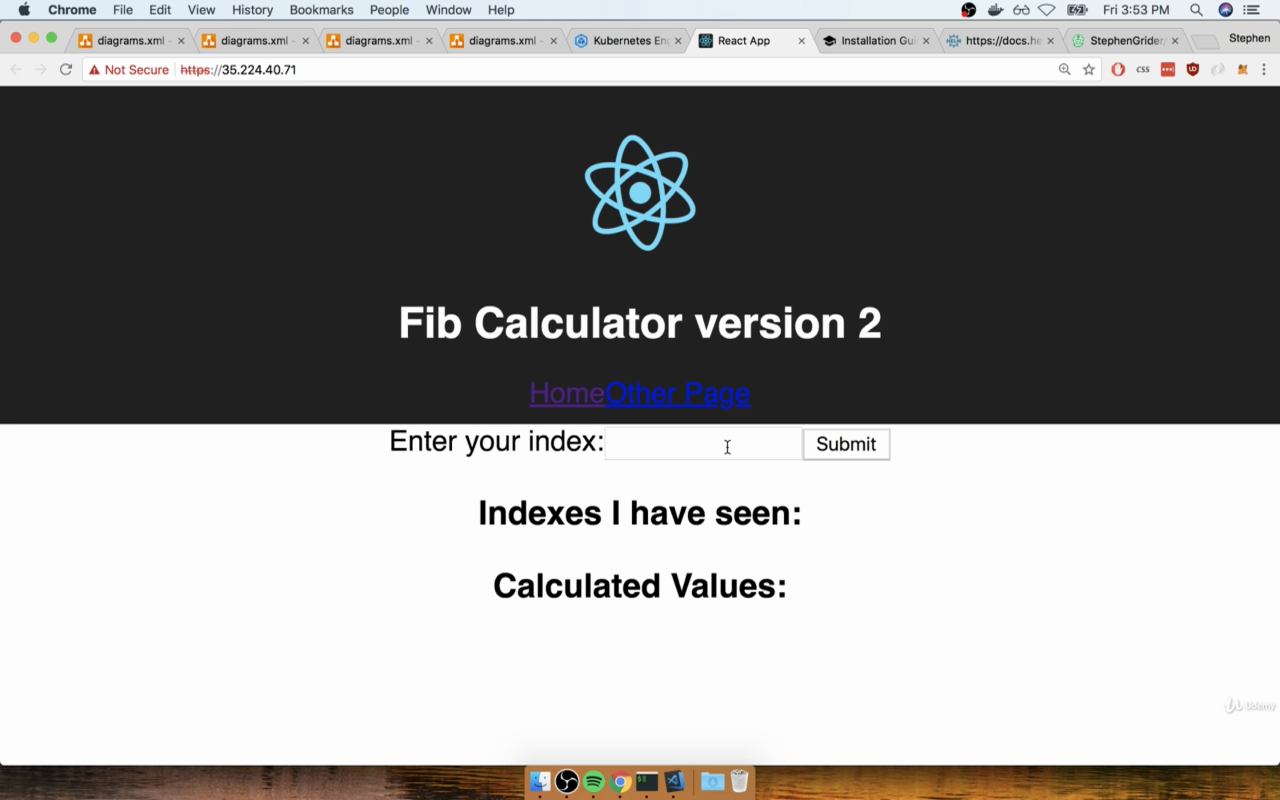 Chrome File Edit View History Bookmarks People Window Help Fri 3:53 PM
diagrams.xml - diagrams.xml - diagrams.xml - diagrams.xml - Kubernetes En React App Installation Gui https://docs.he StephenGrider/ Stephen
Not Secure https://35.224.40.71 CSS
Fib Calculator version 2
HomeOther Page
Enter your index: Submit
Indexes I have seen:
Calculated Values:
Udemy